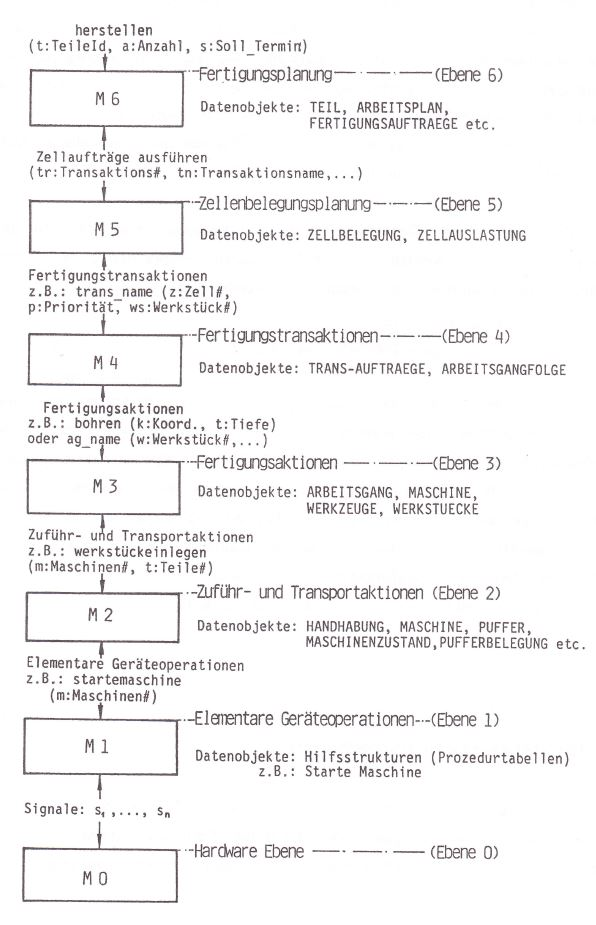 herstellen
(t:TeileId, a:Anzahl, s:Soll_Termin)
M 6
Fertigungsplanung (Ebene 6)
Datenobjekte: TEIL, ARBEITSPLAN,
FERTIGUNGSAUFTRAEGE etc.
Zellaufträge ausführen
(tr:Transaktions#, tn:Transaktionsname,...)
M 5
Zellenbelegungsplanung (Ebene 5)
Datenobjekte: ZELLBELEGUNG, ZELLAUSLASTUNG
Fertigungstransaktionen
z.B.: trans_name (z:Zell#,
p:Priorität, ws:Werkstück#)
M 4
Fertigungstransaktionen (Ebene 4)
Datenobjekte: TRANS-AUFTRAEGE, ARBEITSGANGFOLGE
Fertigungsaktionen
z.B.: bohren (k:Koord., t:Tiefe)
oder ag_name (w:Werkstück#,...)
M 3
Fertigungsaktionen (Ebene 3)
Datenobjekte: ARBEITSGANG, MASCHINE,
WERKZEUGE, WERKSTUECKE
Zuführ- und Transportaktionen
z.B.: werkstückeinlegen
(m:Maschinen#, t:Teile#)
M 2
Zuführ- und Transportaktionen (Ebene 2)
Datenobjekte: HANDHABUNG, MASCHINE, PUFFER,
MASCHINENZUSTAND,PUFFERBELEGUNG etc.
Elementare Geräteoperationen
z.B.: startemaschine
(m:Maschinen#)
M 1
Elementare Geräteoperationen (Ebene 1)
Datenobjekte: Hilfsstrukturen (Prozedurtabellen)
z.B.: Starte Maschine
Signale: s₁,..., sₙ
M 0
Hardware Ebene (Ebene 0)